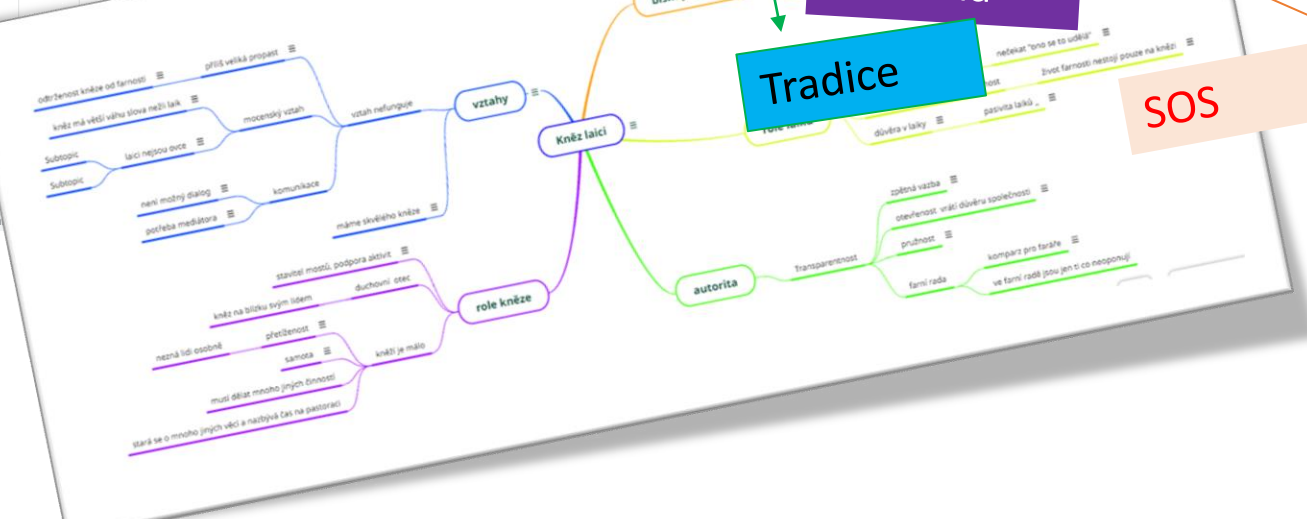 Tradice
SOS
nečekat "ono se to udělá"
život farnosti nestojí pouze na knězi
pasivita laiků
důvěra v laiky
Kněz laici
vztahy
vztah nefunguje
příliš veliká propast
odtrženost kněze od farnosti
mocenský vztah
kněz má větší váhu slova nežli laik
laici nejsou ovce
Subtopic
Subtopic
komunikace
není možný dialog
potřeba mediátora
máme skvělého kněze
role kněze
stavitel mostů, podpora aktivit
duchovní otec
kněz na blízku svým lidem
kněží je málo
přetíženost
nezná lidi osobně
samota
musí dělat mnoho jiných činností
stará se o mnoho jiných věcí a nazbývá čas na pastoraci
autorita
Transparentnost
zpětná vazba
otevřenost vrátí důvěru společnosti
pružnost
farní rada
komparz pro faráře
ve farní radě jsou jen ti co neoponují